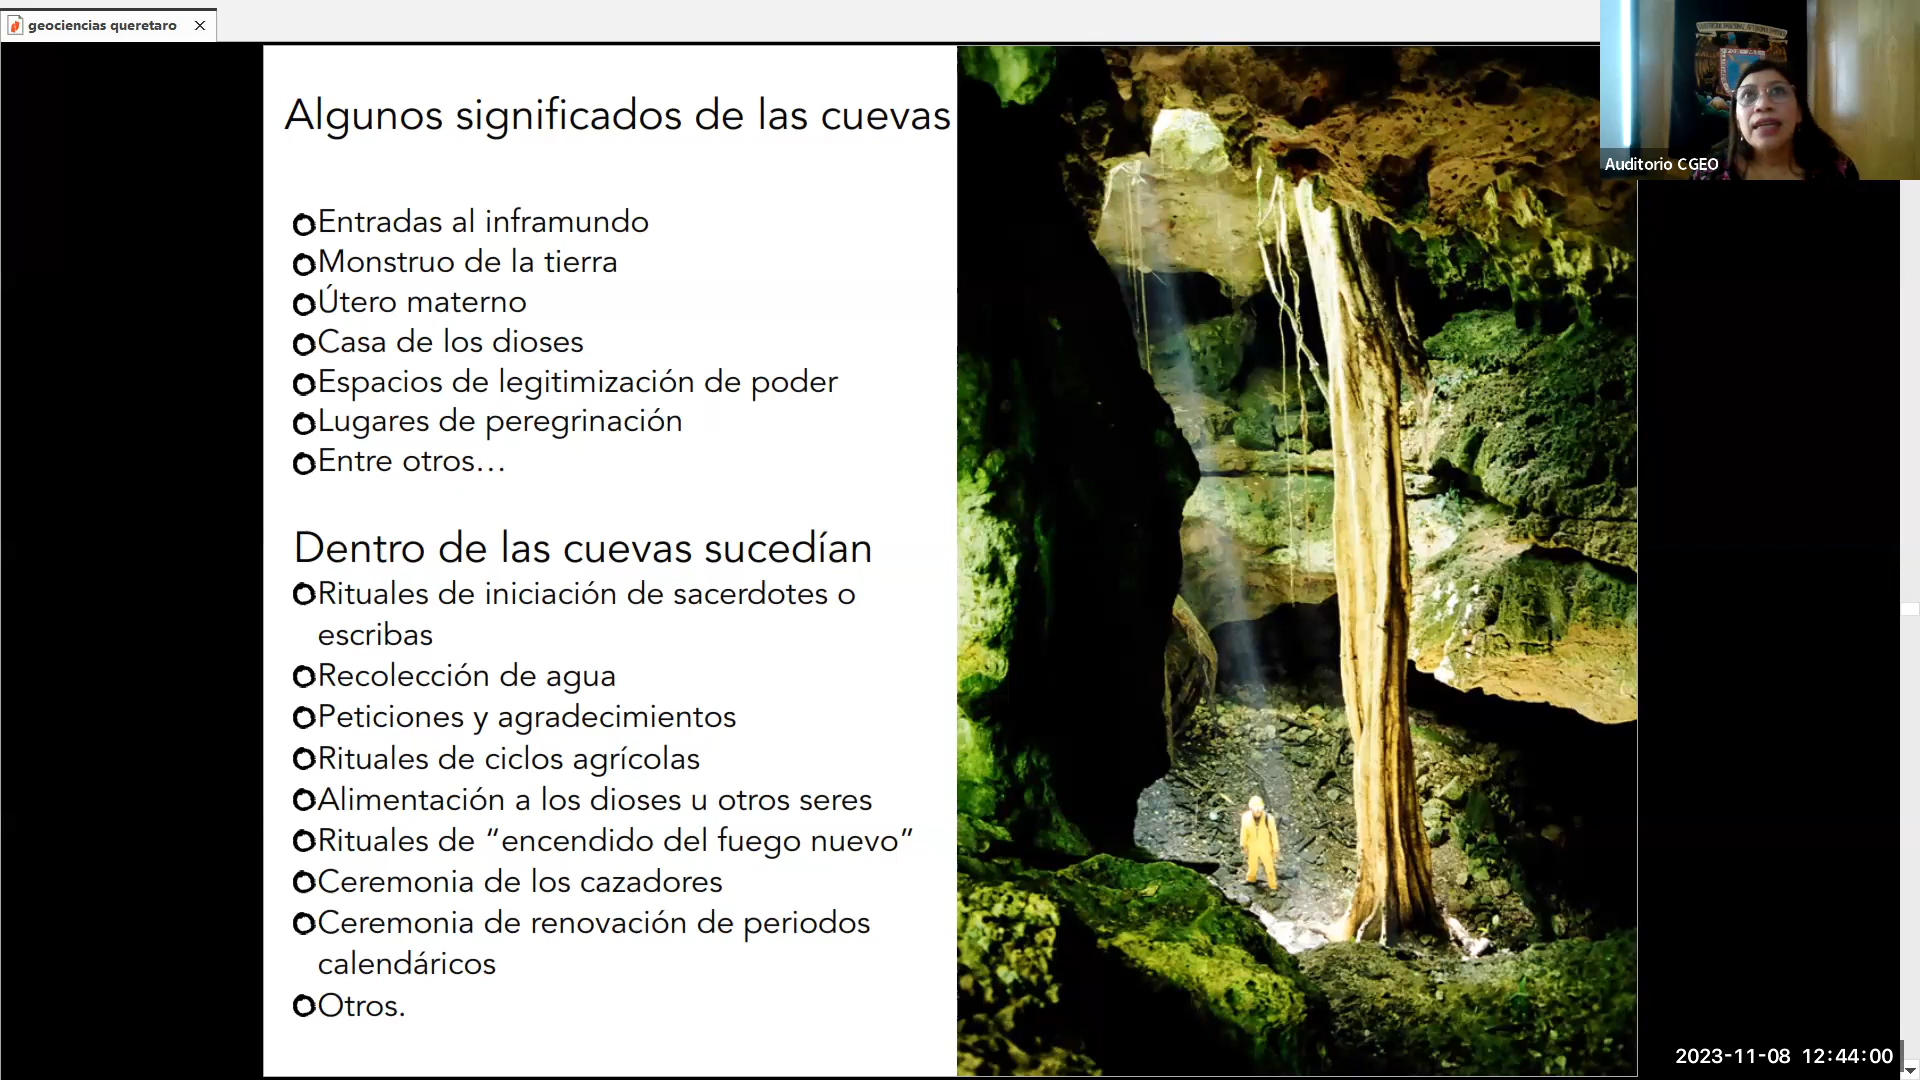 geociencias queretaro
Algunos significados de las cuevas
Entradas al inframundo
Monstruo de la tierra
Útero materno
Casa de los dioses
Espacios de legitimización de poder
Lugares de peregrinación
Entre otros…
Dentro de las cuevas sucedían
Rituales de iniciación de sacerdotes o
escribas
Recolección de agua
Peticiones y agradecimientos
Rituales de ciclos agrícolas
Alimentación a los dioses u otros seres
Rituales de “encendido del fuego nuevo”
Ceremonia de los cazadores
Ceremonia de renovación de periodos
calendáricos
Otros.
Auditorio CGEO
2023-11-08 12:44:00